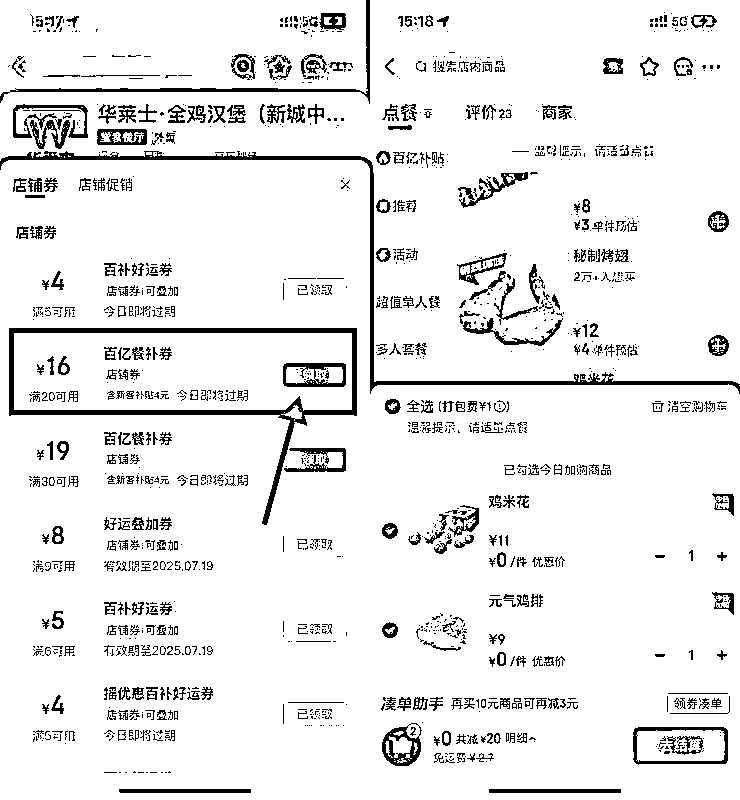 15:17
5G
华莱士·全鸡汉堡（新城中...
店铺券
店铺促销
店铺券
¥4
满5可用
百补好运券
店铺券|可叠加
今日即将过期
已领取
¥16
满20可用
百亿餐补券
店铺券
含新客补贴4元 今日即将过期
领取
¥19
满30可用
百亿餐补券
店铺券
含新客补贴4元 今日即将过期
领取
¥8
满9可用
好运叠加券
店铺券|可叠加
有效期至2025.07.19
已领取
¥5
满6可用
百补好运券
店铺券|可叠加
有效期至2025.07.19
已领取
¥4
满5可用
摇优惠百补好运券
店铺券|可叠加
今日即将过期
已领取
15:18
5G
搜索店内商品
点餐
评价23
商家
百亿补贴
温馨提示，请适量点餐
推荐
¥8
¥3 单件预估
活动
秘制烤翅
2万+人想买
超值单人餐
¥12
¥4 单件预估
多人套餐
鸡米花
全选 (打包费¥1)
清空购物车
温馨提示，请适量点餐
已勾选今日加购商品
鸡米花
¥11
¥0/件 优惠价
- 1 +
元气鸡排
¥9
¥0/件 优惠价
- 1 +
凑单助手 再买10元商品可再减3元
领券凑单
2
¥0 共减¥20 明细
免运费 ¥2.7
去结算